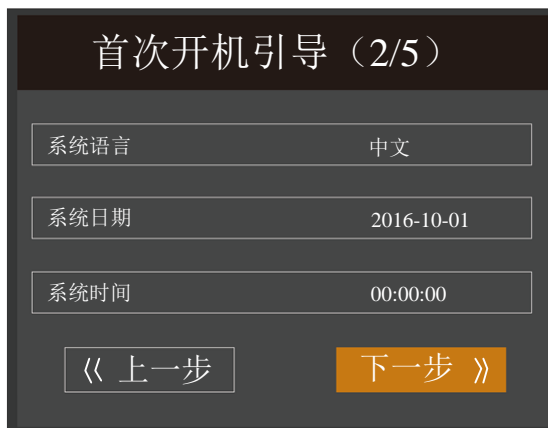 首次开机引导（2/5）
系统语言 中文
系统日期 2016-10-01
系统时间 00:00:00
《 上一步 下一步 》